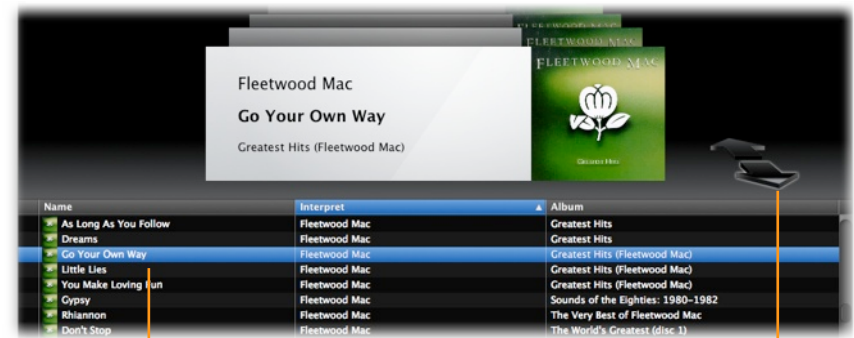 FLEETWOOD MAC
FLEETWOOD MAC
FLEETWOOD MAC
Fleetwood Mac
Go Your Own Way
Greatest Hits (Fleetwood Mac)
Greatest Hits
Name Interpret Album
As Long As You Follow Fleetwood Mac Greatest Hits
Dreams Fleetwood Mac Greatest Hits
Go Your Own Way Fleetwood Mac Greatest Hits (Fleetwood Mac)
Little Lies Fleetwood Mac Greatest Hits (Fleetwood Mac)
You Make Loving Fun Fleetwood Mac Greatest Hits (Fleetwood Mac)
Gypsy Fleetwood Mac Sounds of the Eighties: 1980-1982
Rhiannon Fleetwood Mac The Very Best of Fleetwood Mac
Don't Stop Fleetwood Mac The World's Greatest (disc 1)